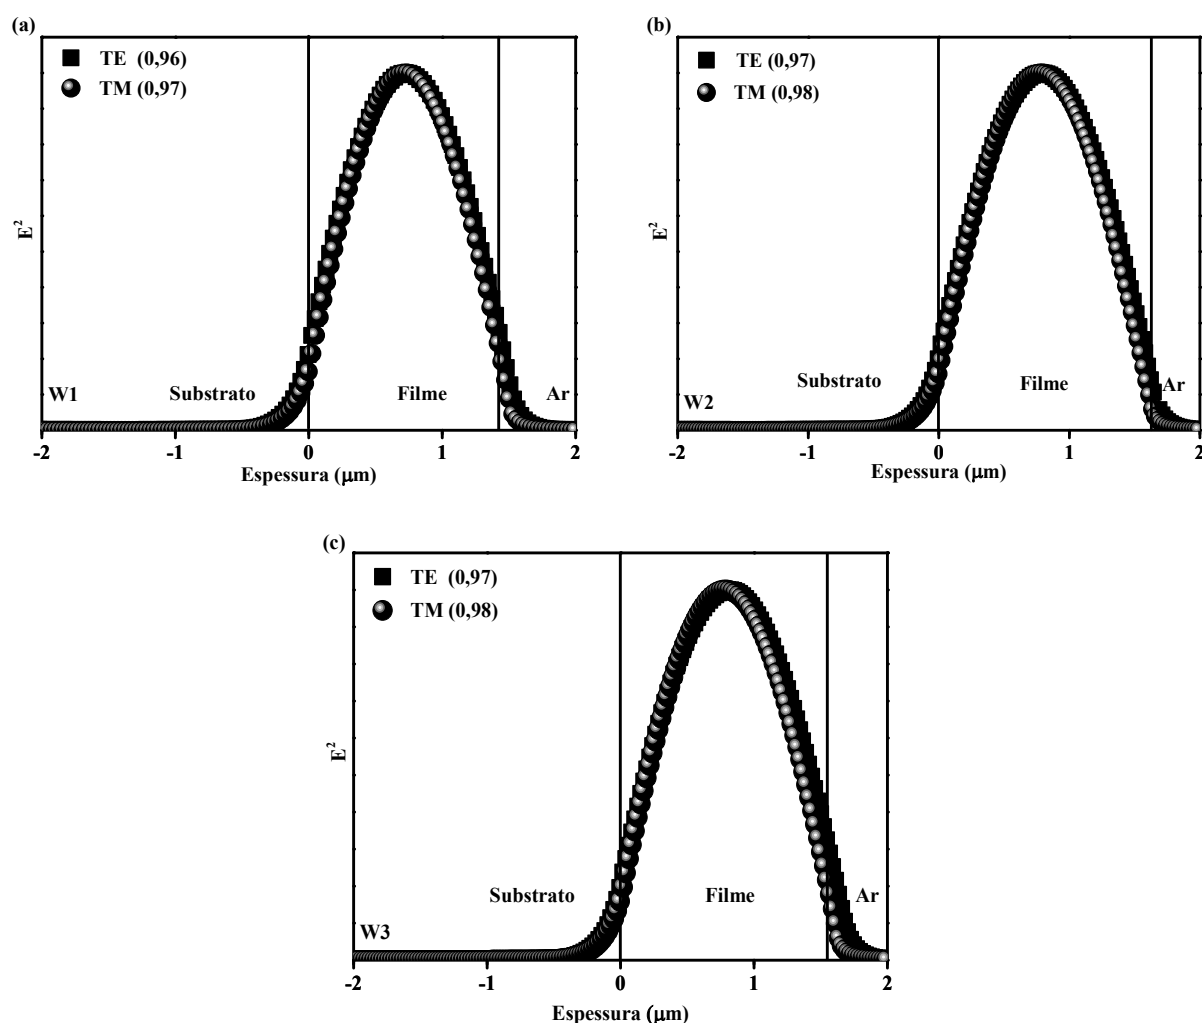 (a)
TE (0,96)
TM (0,97)
E²
W1
Substrato
Filme
Ar
-2 -1 0 1 2
Espessura (μm)
(b)
TE (0,97)
TM (0,98)
E²
W2
Substrato
Filme
Ar
-2 -1 0 1 2
Espessura (μm)
(c)
TE (0,97)
TM (0,98)
E²
W3
Substrato
Filme
Ar
-2 -1 0 1 2
Espessura (μm)